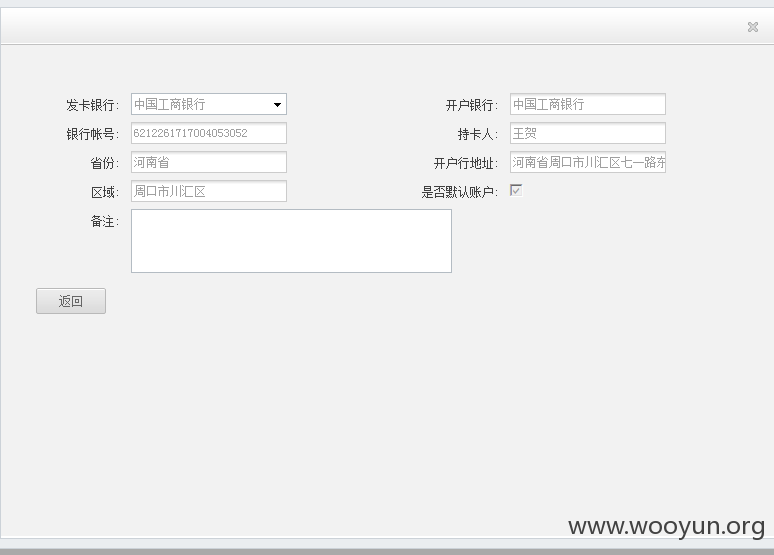 发卡银行： 中国工商银行 开户银行： 中国工商银行
银行帐号： 6212261717004053052 持卡人： 王贺
省份： 河南省 开户行地址： 河南省周口市川汇区七一路东
区域： 周口市川汇区 是否默认账户：
备注：
返回
www.wooyun.org